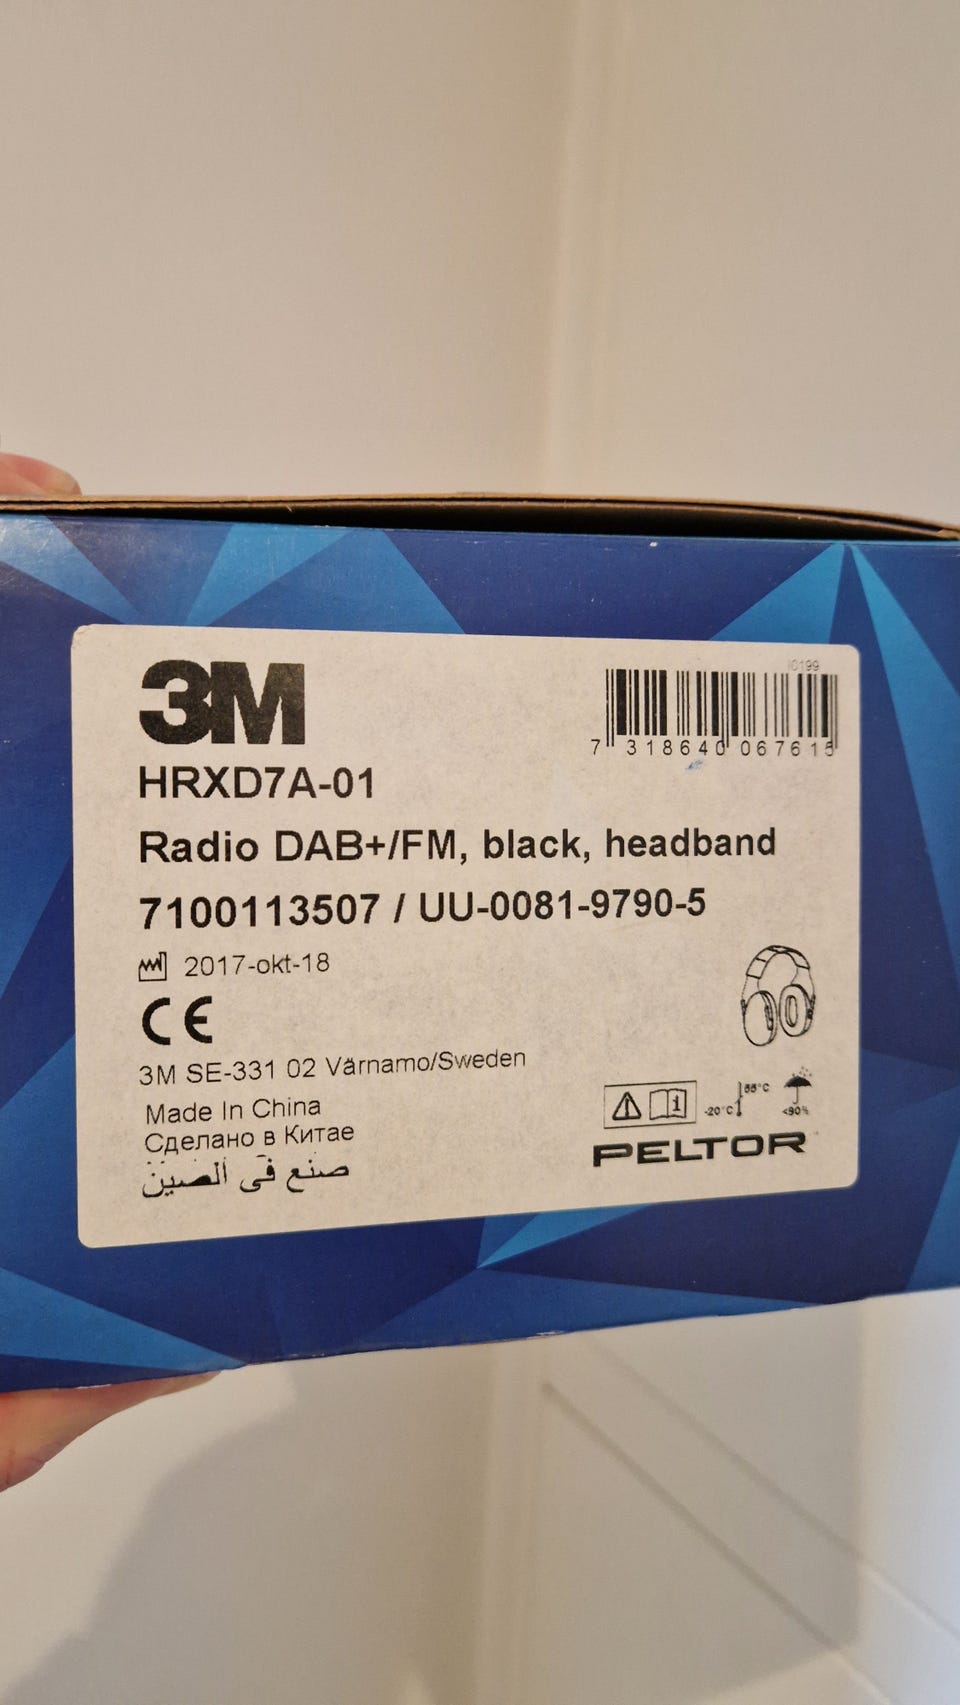 3M
I0199
7 318640 067615
HRXD7A-01
Radio DAB+/FM, black, headband
7100113507 / UU-0081-9790-5
2017-okt-18
CE
3M SE-331 02 Värnamo/Sweden
Made In China
Сделано в Китае
صنع في الصين
-20°C
55°C
<90%
PELTOR